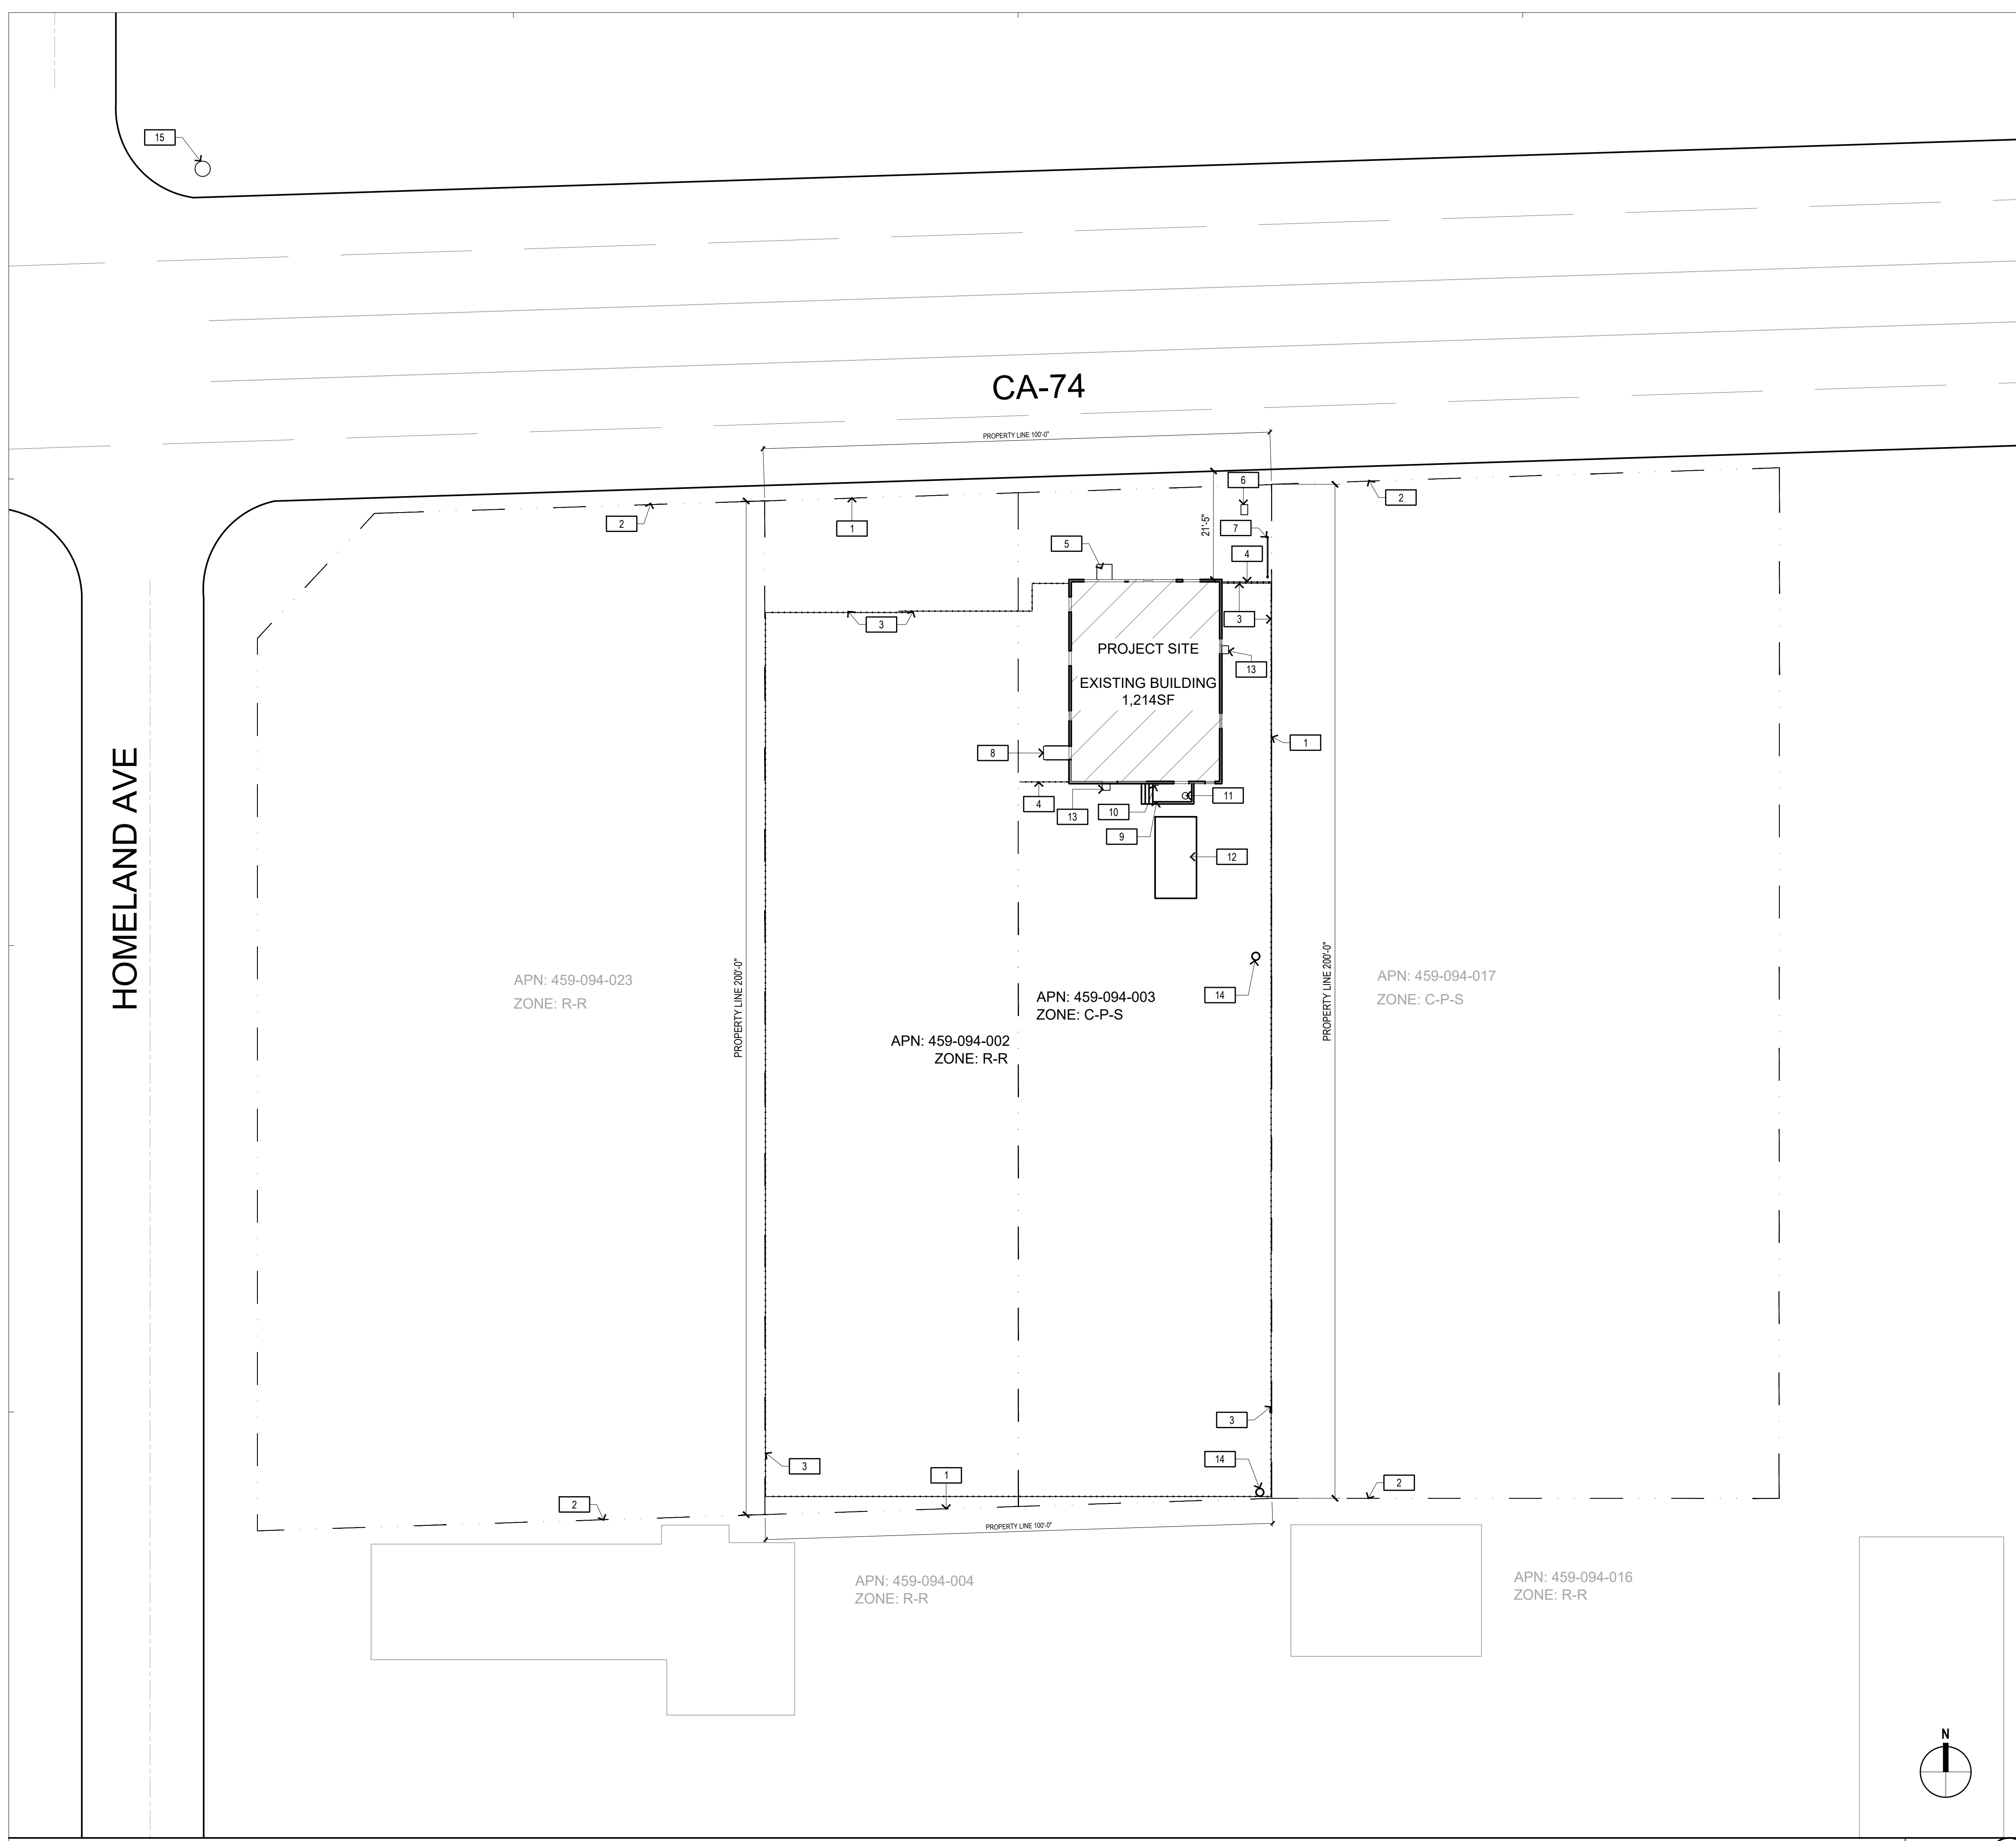 15
CA-74
PROPERTY LINE 100'-0"
6
2
2
1
7
21'-5"
5
4
3
3
PROJECT SITE
13
EXISTING BUILDING
1,214SF
1
8
11
4
13
10
9
12
HOMELAND AVE
PROPERTY LINE 200'-0"
PROPERTY LINE 200'-0"
APN: 459-094-023
ZONE: R-R
APN: 459-094-017
ZONE: C-P-S
APN: 459-094-003
ZONE: C-P-S
14
APN: 459-094-002
ZONE: R-R
3
14
3
1
2
2
PROPERTY LINE 100'-0"
APN: 459-094-004
ZONE: R-R
APN: 459-094-016
ZONE: R-R
N